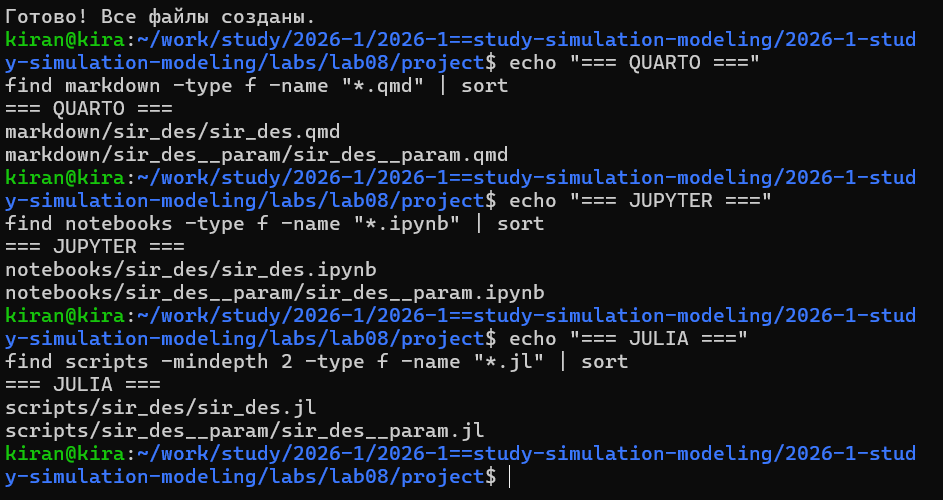 Готово! Все файлы созданы.
kiran@kira:~/work/study/2026-1/2026-1==study-simulation-modeling/2026-1-stud
y-simulation-modeling/labs/lab08/project$ echo "=== QUARTO ==="
find markdown -type f -name "*.qmd" | sort
=== QUARTO ===
markdown/sir_des/sir_des.qmd
markdown/sir_des__param/sir_des__param.qmd
kiran@kira:~/work/study/2026-1/2026-1==study-simulation-modeling/2026-1-stud
y-simulation-modeling/labs/lab08/project$ echo "=== JUPYTER ==="
find notebooks -type f -name "*.ipynb" | sort
=== JUPYTER ===
notebooks/sir_des/sir_des.ipynb
notebooks/sir_des__param/sir_des__param.ipynb
kiran@kira:~/work/study/2026-1/2026-1==study-simulation-modeling/2026-1-stud
y-simulation-modeling/labs/lab08/project$ echo "=== JULIA ==="
find scripts -mindepth 2 -type f -name "*.jl" | sort
=== JULIA ===
scripts/sir_des/sir_des.jl
scripts/sir_des__param/sir_des__param.jl
kiran@kira:~/work/study/2026-1/2026-1==study-simulation-modeling/2026-1-stud
y-simulation-modeling/labs/lab08/project$